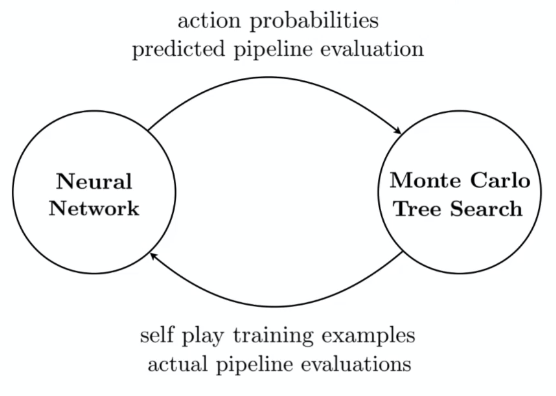 action probabilities
predicted pipeline evaluation
Neural
Network
Monte Carlo
Tree Search
self play training examples
actual pipeline evaluations